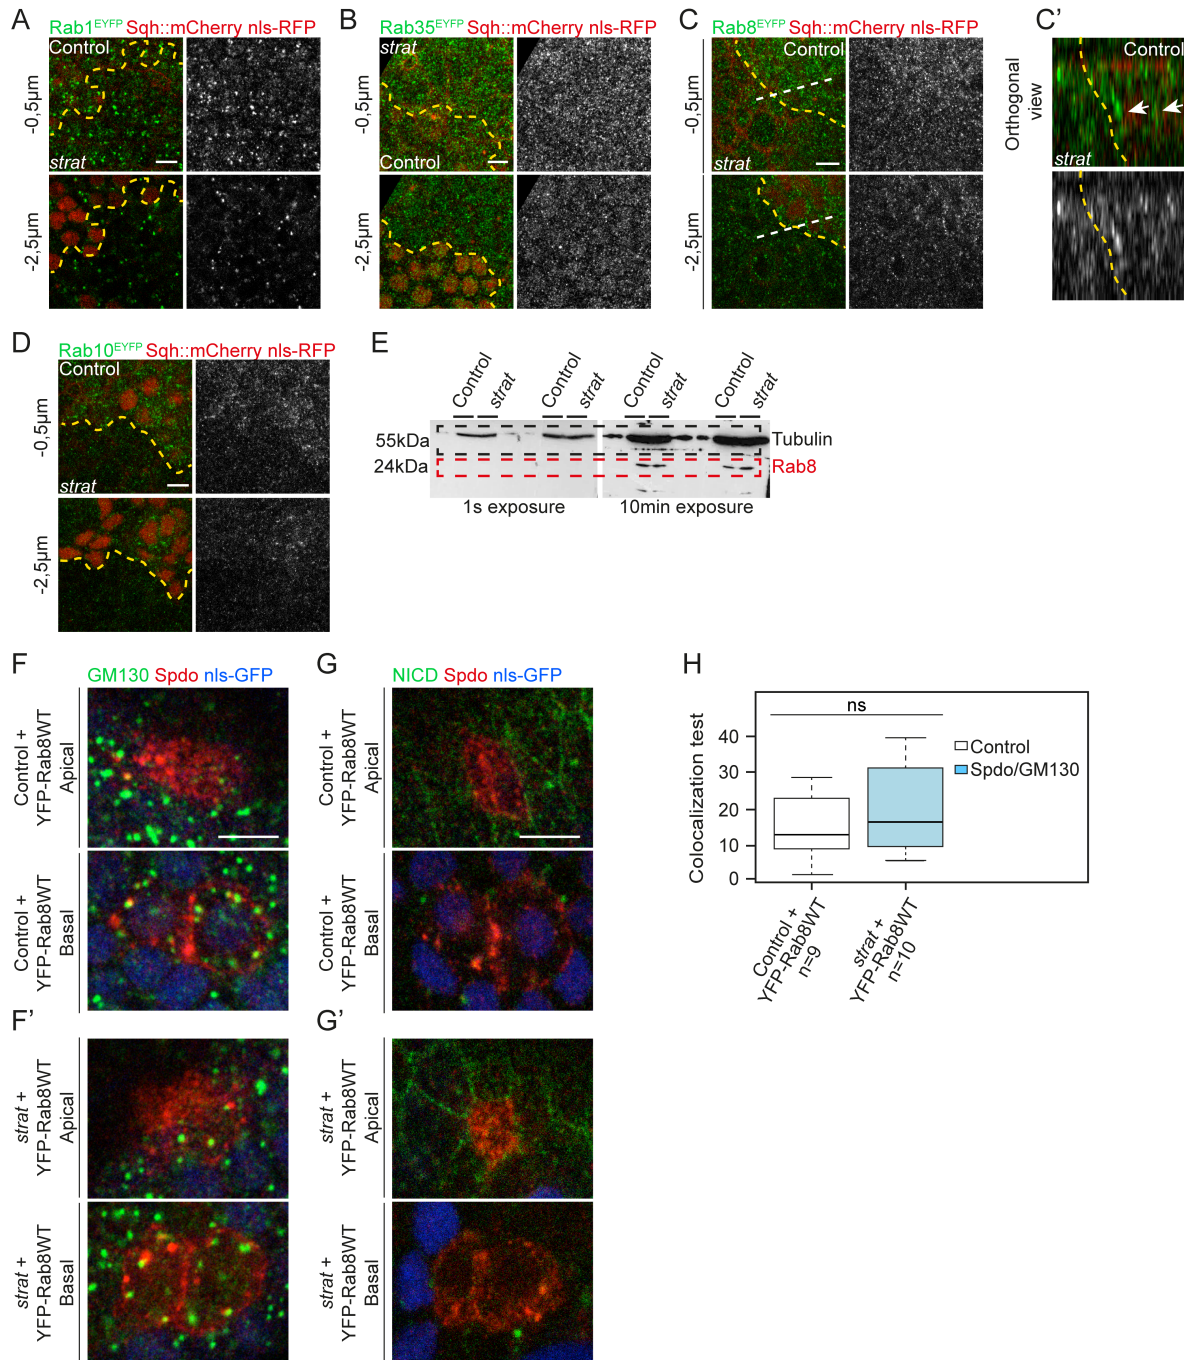 A
Rab1EYFP Sqh::mCherry nls-RFP
Control
strat
-0,5µm
-2,5µm
B
Rab35EYFP Sqh::mCherry nls-RFP
strat
Control
-0,5µm
-2,5µm
C
Rab8EYFP Sqh::mCherry nls-RFP
Control
strat
-0,5µm
-2,5µm
C'
Control
strat
Orthogonal
view
D
Rab10EYFP Sqh::mCherry nls-RFP
Control
strat
-0,5µm
-2,5µm
E
Control
strat
Control
strat
Control
strat
Control
strat
55kDa
Tubulin
24kDa
Rab8
1s exposure
10min exposure
F
GM130 Spdo nls-GFP
Control +
YFP-Rab8WT
Apical
Control +
YFP-Rab8WT
Basal
F'
strat +
YFP-Rab8WT
Apical
strat +
YFP-Rab8WT
Basal
G
NICD Spdo nls-GFP
Control +
YFP-Rab8WT
Apical
Control +
YFP-Rab8WT
Basal
G'
strat +
YFP-Rab8WT
Apical
strat +
YFP-Rab8WT
Basal
H
Colocalization test
40
30
20
10
0
ns
Control
Spdo/GM130
Control +
YFP-Rab8WT
n=9
strat +
YFP-Rab8WT
n=10